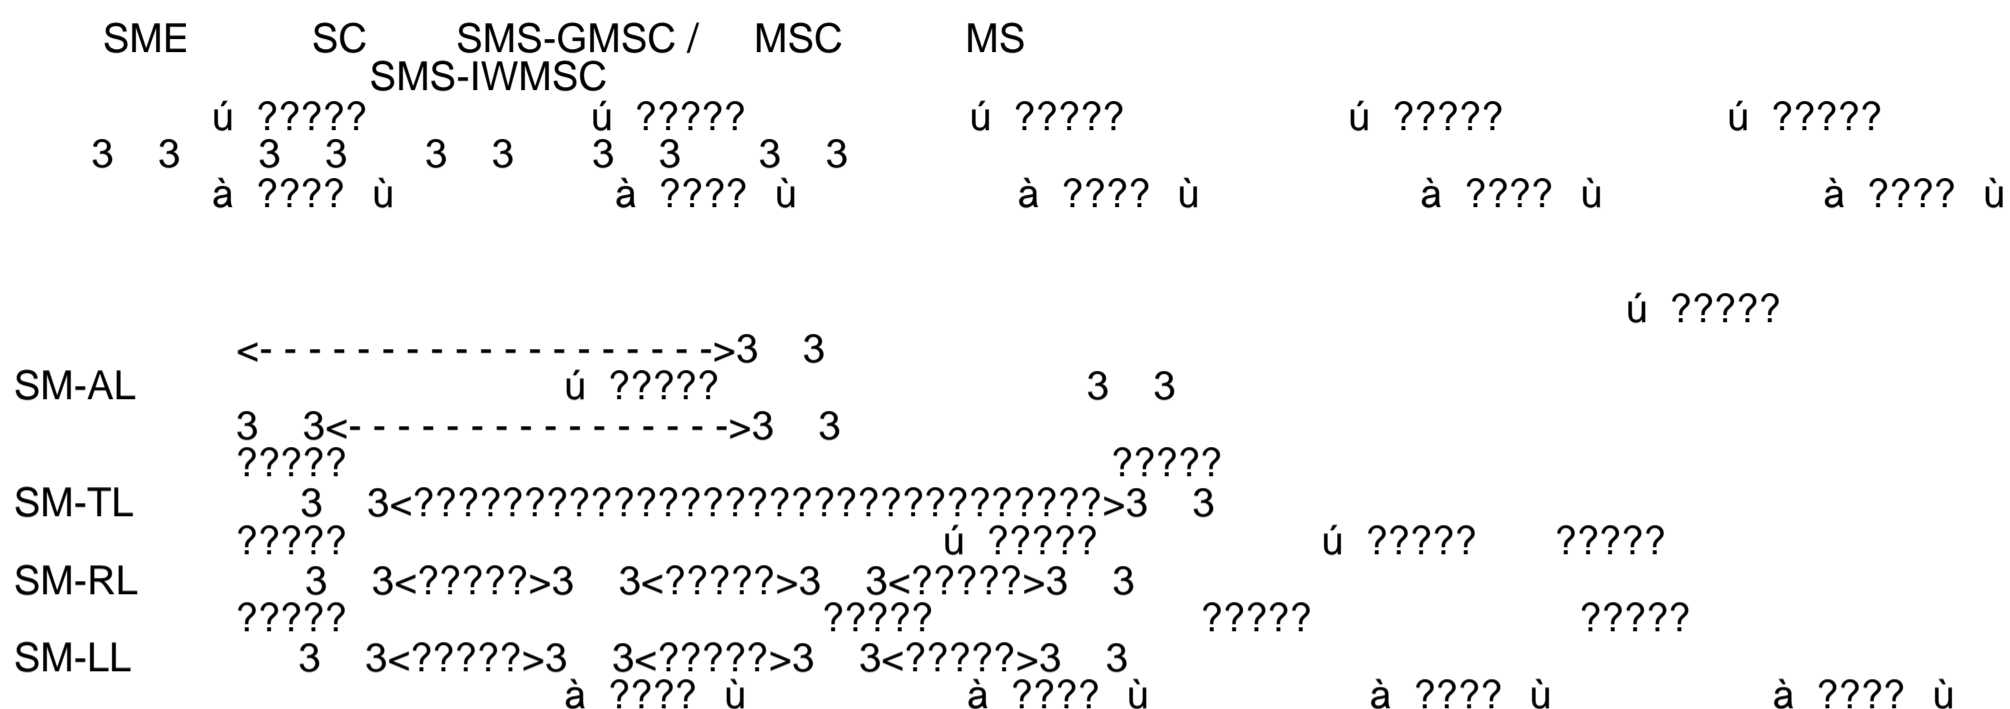 SME SC SMS-GMSC / MSC MS
SMS-IWMSC
ú ????? ú ????? ú ????? ú ????? ú ?????
3 3 3 3 3 3 3 3 3 3
à ???? ù à ???? ù à ???? ù à ???? ù à ???? ù
ú ?????
<- - - - - - - - - - - - - - - - - - ->3 3
SM-AL ú ????? 3 3
3 3<- - - - - - - - - - - - - - - ->3 3
????? ?????
SM-TL 3 3<???????????????????????????????>3 3
????? ú ????? ú ????? ?????
SM-RL 3 3<?????>3 3<?????>3 3<?????>3 3
????? ????? ????? ?????
SM-LL 3 3<?????>3 3<?????>3 3<?????>3 3
à ???? ù à ???? ù à ???? ù à ???? ù